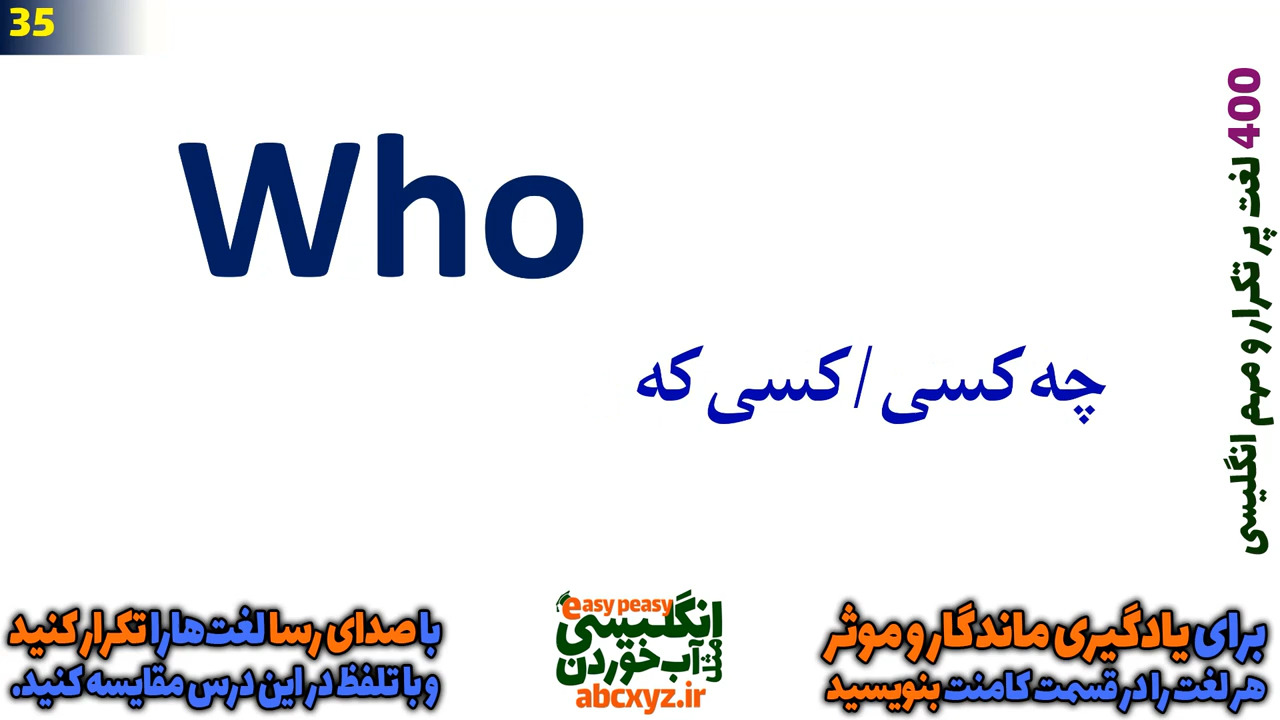 35
Who
چه کسی / کسی که
400 لغت پر تکرار و مهم انگلیسی
با صدای رسا لغت‌ها را تکرار کنید
و با تلفظ در این درس مقایسه کنید.
easy peasy
انگلیسی
مثل آب خوردن
abcxyz.ir
برای یادگیری ماندگار و موثر
هر لغت را در قسمت کامنت بنویسید